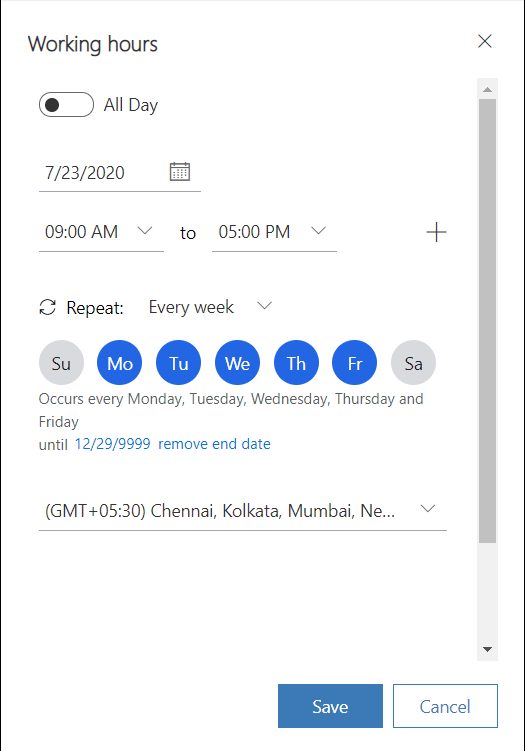 Working hours
All Day
7/23/2020
09:00 AM to 05:00 PM
Repeat: Every week
Su Mo Tu We Th Fr Sa
Occurs every Monday, Tuesday, Wednesday, Thursday and
Friday
until 12/29/9999 remove end date
(GMT+05:30) Chennai, Kolkata, Mumbai, Ne...
Save Cancel